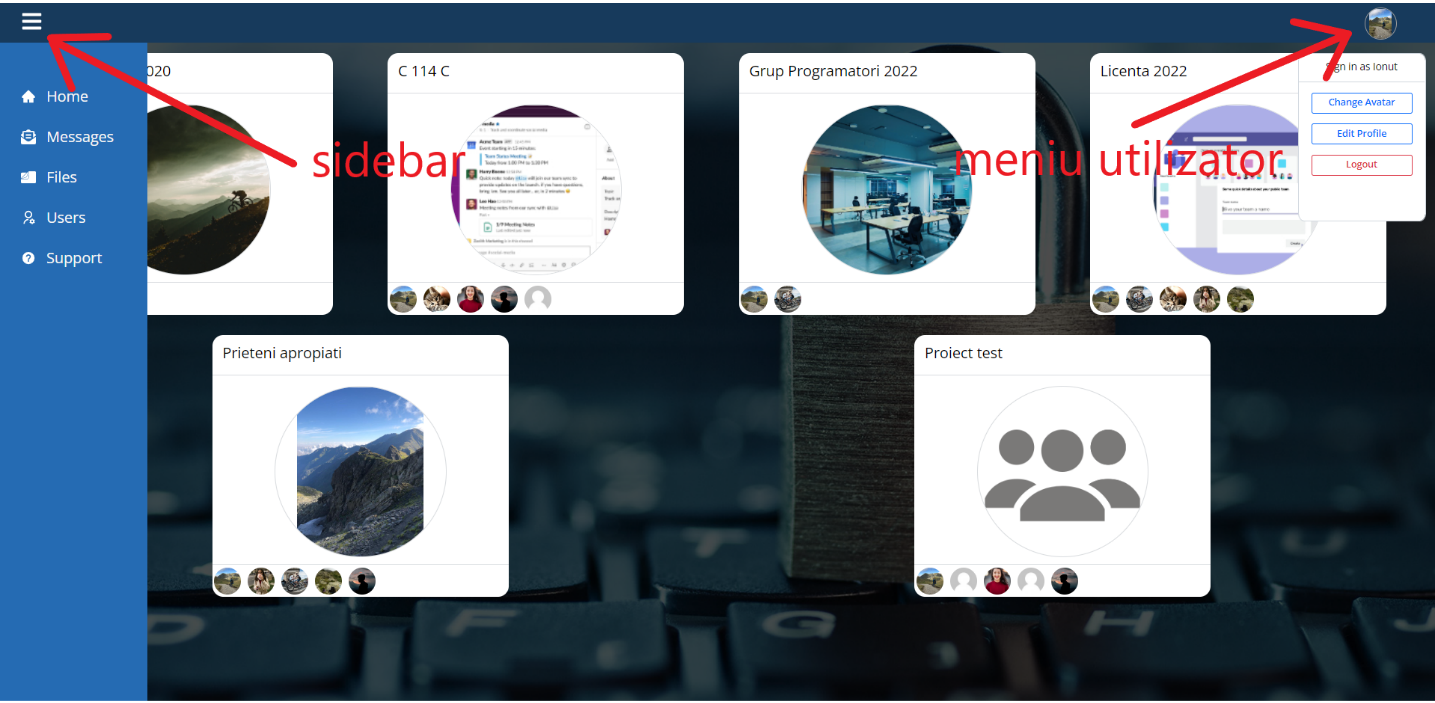 Home
Messages
Files
Users
Support
sidebar
020
C 114 C
Grup Programatori 2022
Licenta 2022
meniu utilizator
Sign in as Ionut
Change Avatar
Edit Profile
Logout
Prieteni apropiati
Proiect test